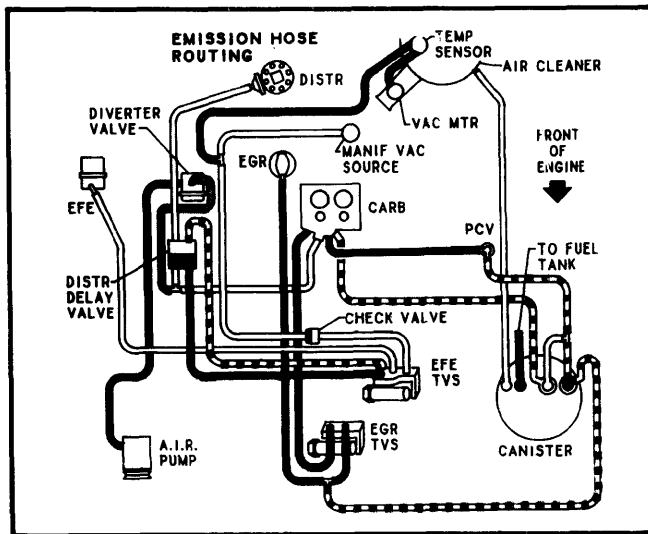 EMISSION HOSE
ROUTING
TEMP
SENSOR
AIR CLEANER
DISTR
DIVERTER
VALVE
VAC MTR
MANIF VAC
SOURCE
FRONT
OF
ENGINE
EGR
EFE
CARB
PCV
TO FUEL
TANK
DISTR
DELAY
VALVE
CHECK VALVE
EFE
TVS
EGR
TVS
CANISTER
A.I.R.
PUMP